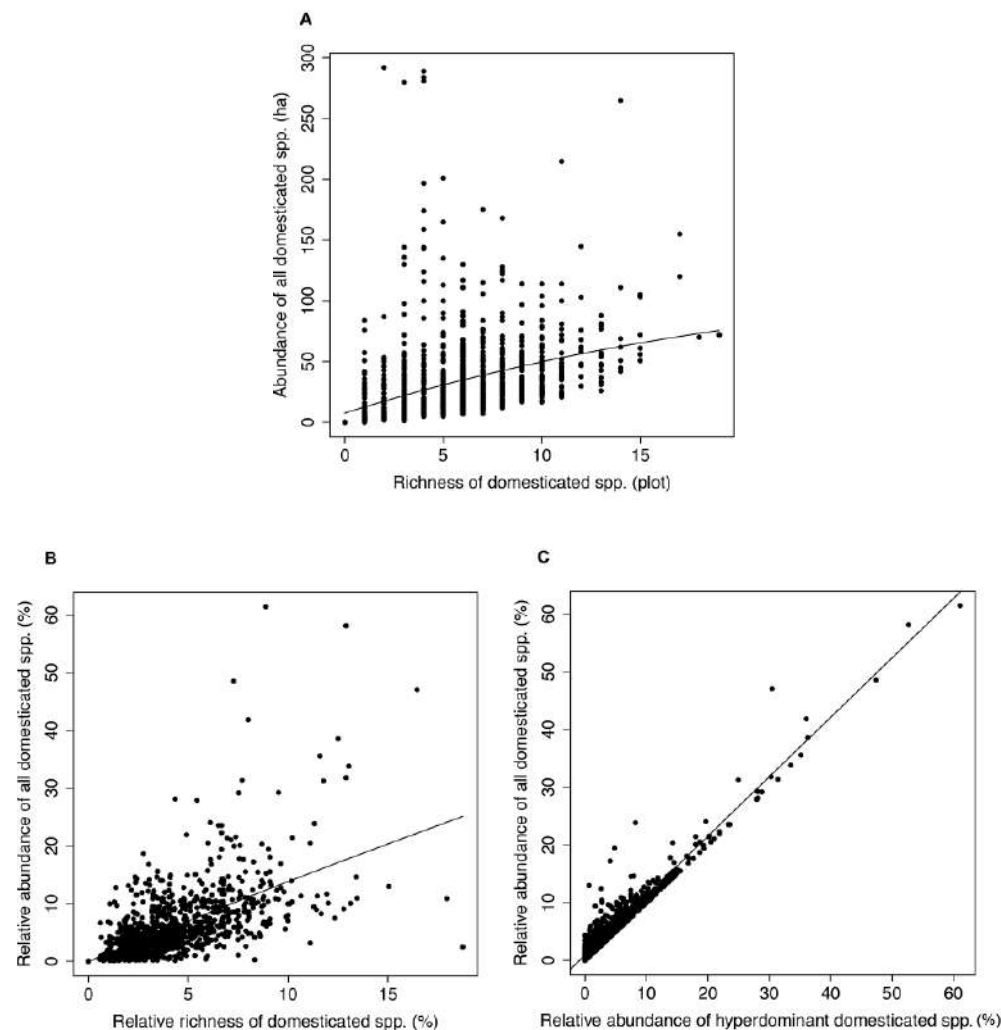 A
Abundance of all domesticated spp. (ha)
300
250
200
150
100
50
0
0 5 10 15
Richness of domesticated spp. (plot)
B
Relative abundance of all domesticated spp. (%)
60
50
40
30
20
10
0
0 5 10 15
Relative richness of domesticated spp. (%)
C
Relative abundance of all domesticated spp. (%)
60
50
40
30
20
10
0
0 10 20 30 40 50 60
Relative abundance of hyperdominant domesticated spp. (%)